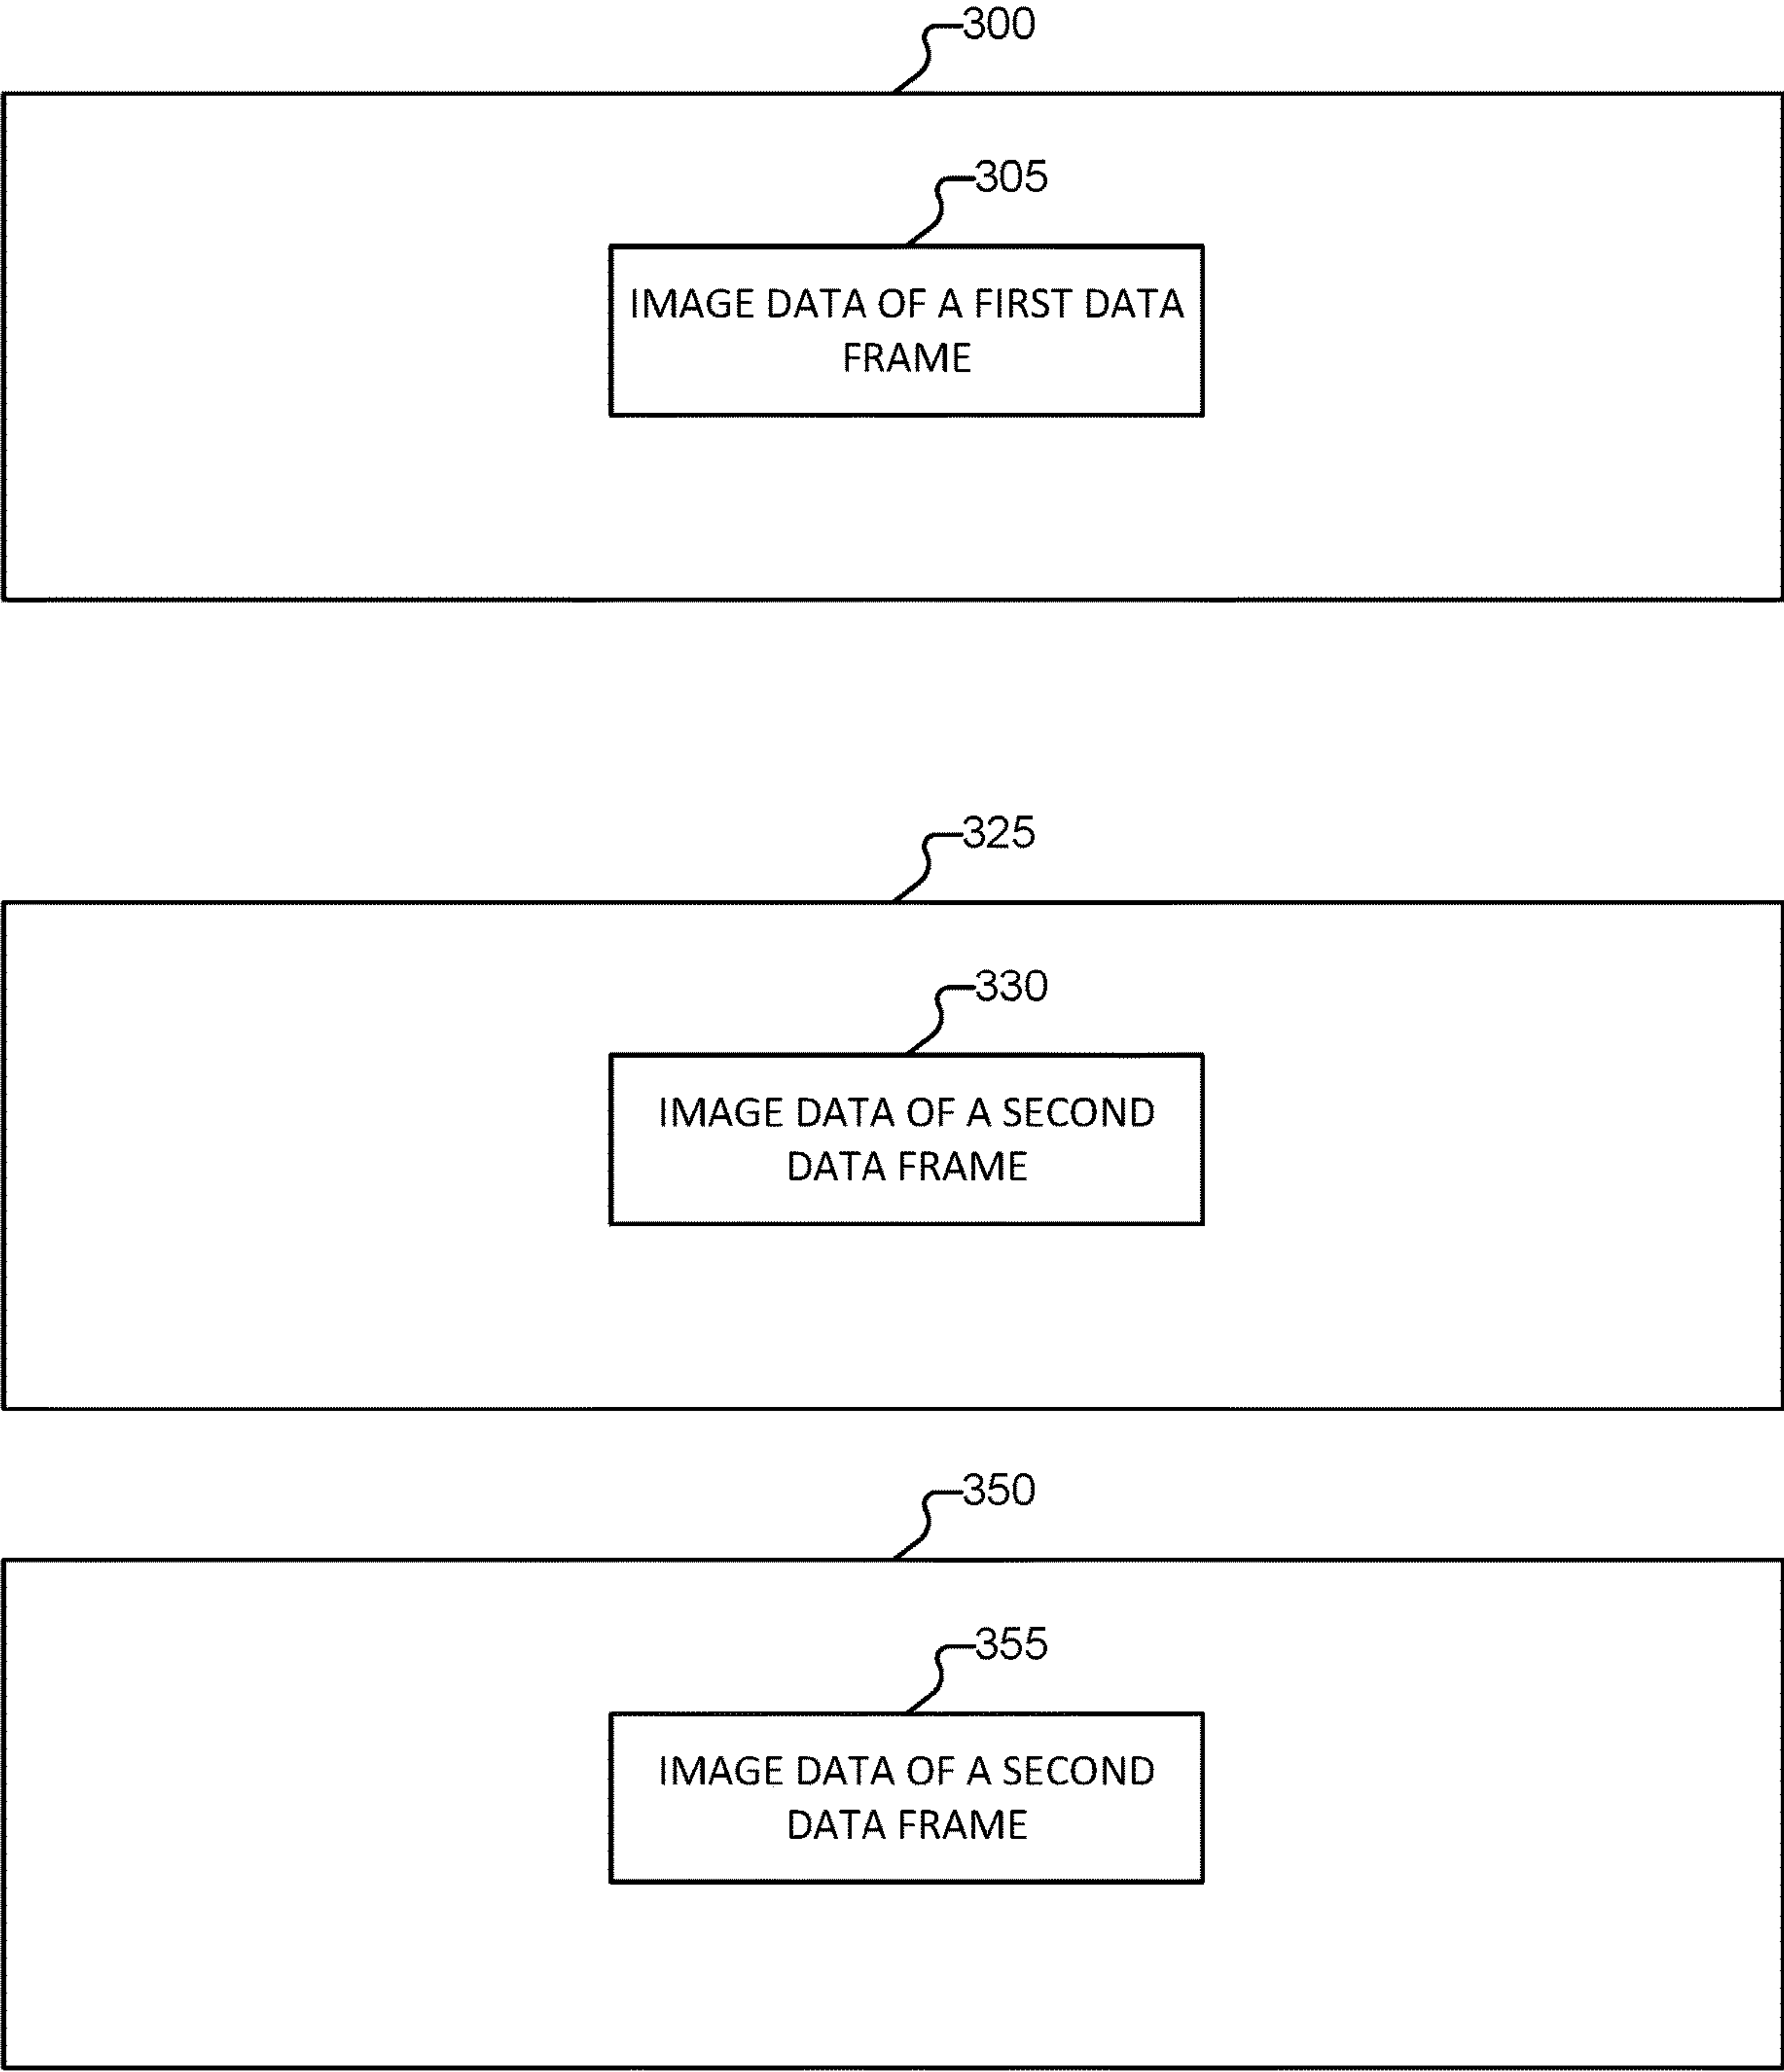 300
305
IMAGE DATA OF A FIRST DATA
FRAME
325
330
IMAGE DATA OF A SECOND
DATA FRAME
350
355
IMAGE DATA OF A SECOND
DATA FRAME